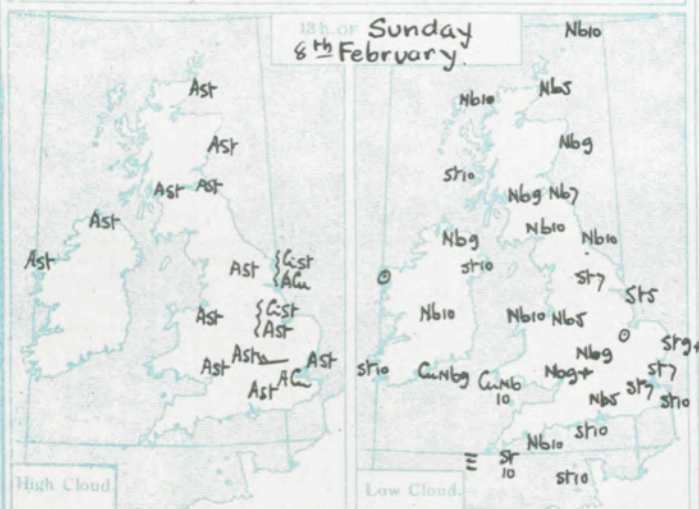 13h. OF Sunday
8th February.
Ast
Ast
Ast Ast
Ast
Ast
Ast
{Cist
ACu
Ast
{Cist
Ast
Ast
Ast
Ast
ACu
Ast
High Cloud.
Nb10
Nb10
Nb5
Nb9
St10
Nb9 Nb7
Nb10
Nb10
Nb9
St10
St7
St5
Nb10
Nb10 Nb5
St9+
Nb9
St10
CuNb9
CuNb
10
Nb9+
St7
St7
Nb5
St10
St10
Nb10
St
10
St10
Low Cloud.